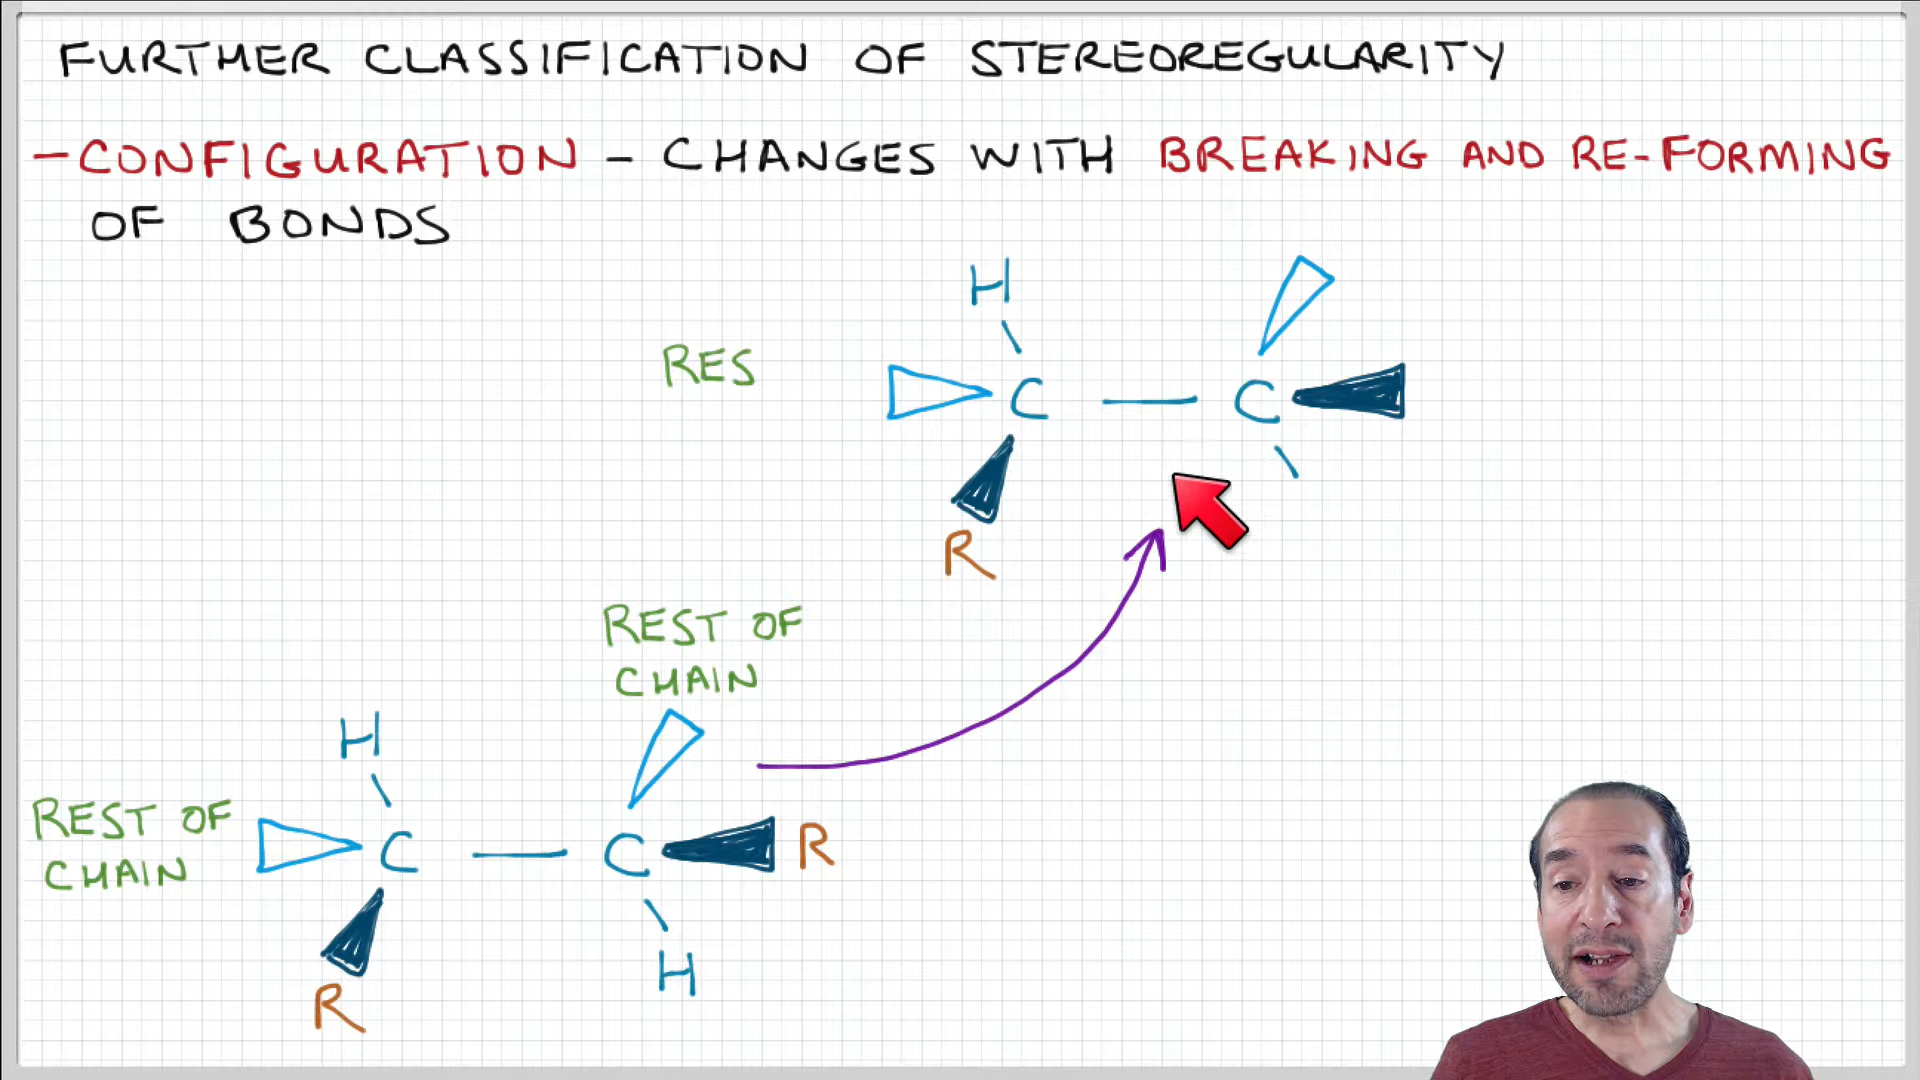 FURTHER CLASSIFICATION OF STEREOREGULARITY
- CONFIGURATION - CHANGES WITH BREAKING AND RE-FORMING
OF BONDS
H
RES
C — C
R
REST OF
CHAIN
H
REST OF
CHAIN
C — C R
H
R